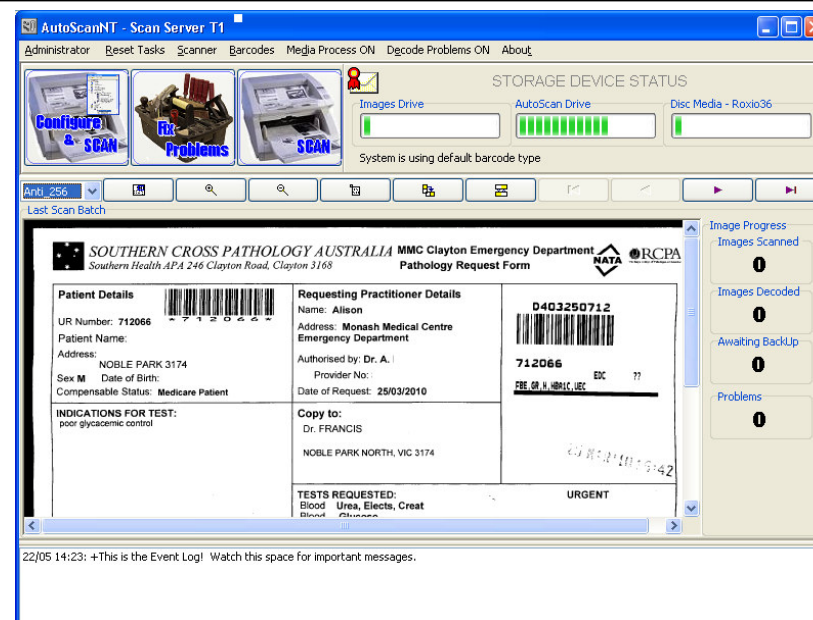 AutoScanNT - Scan Server T1
Administrator Reset Tasks Scanner Barcodes Media Process ON Decode Problems ON About
Configure & SCAN
Fix Problems
SCAN
STORAGE DEVICE STATUS
Images Drive AutoScan Drive Disc Media - Roxio36
System is using default barcode type
Anti_256
Last Scan Batch
SOUTHERN CROSS PATHOLOGY AUSTRALIA
Southern Health APA 246 Clayton Road, Clayton 3168
MMC Clayton Emergency Department
Pathology Request Form
NATA
RCPA
Patient Details
*712066*
UR Number: 712066
Patient Name:
Address:
NOBLE PARK 3174
Sex M Date of Birth:
Compensable Status: Medicare Patient
Requesting Practitioner Details
Name: Alison
Address: Monash Medical Centre
Emergency Department
Authorised by: Dr. A.
Provider No:
Date of Request: 25/03/2010
D403250712
712066
EDC ??
FBE,GR,H,HBA1C,UEC
INDICATIONS FOR TEST:
poor glycacemic control
Copy to:
Dr. FRANCIS
NOBLE PARK NORTH, VIC 3174
TESTS REQUESTED:
Blood Urea, Elects, Creat
Blood Glucose
URGENT
Image Progress
Images Scanned
0
Images Decoded
0
Awaiting BackUp
0
Problems
0
22/05 14:23: +This is the Event Log! Watch this space for important messages.